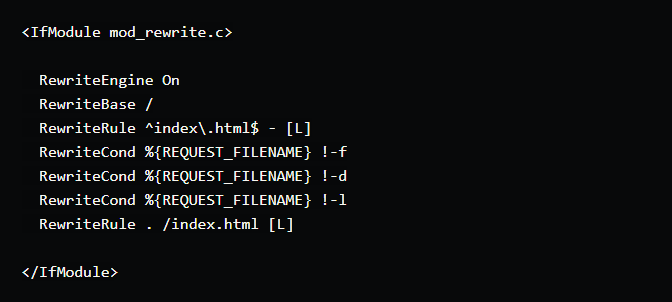 <IfModule mod_rewrite.c>
RewriteEngine On
RewriteBase /
RewriteRule ^index\.html$ - [L]
RewriteCond %{REQUEST_FILENAME} !-f
RewriteCond %{REQUEST_FILENAME} !-d
RewriteCond %{REQUEST_FILENAME} !-l
RewriteRule . /index.html [L]
</IfModule>